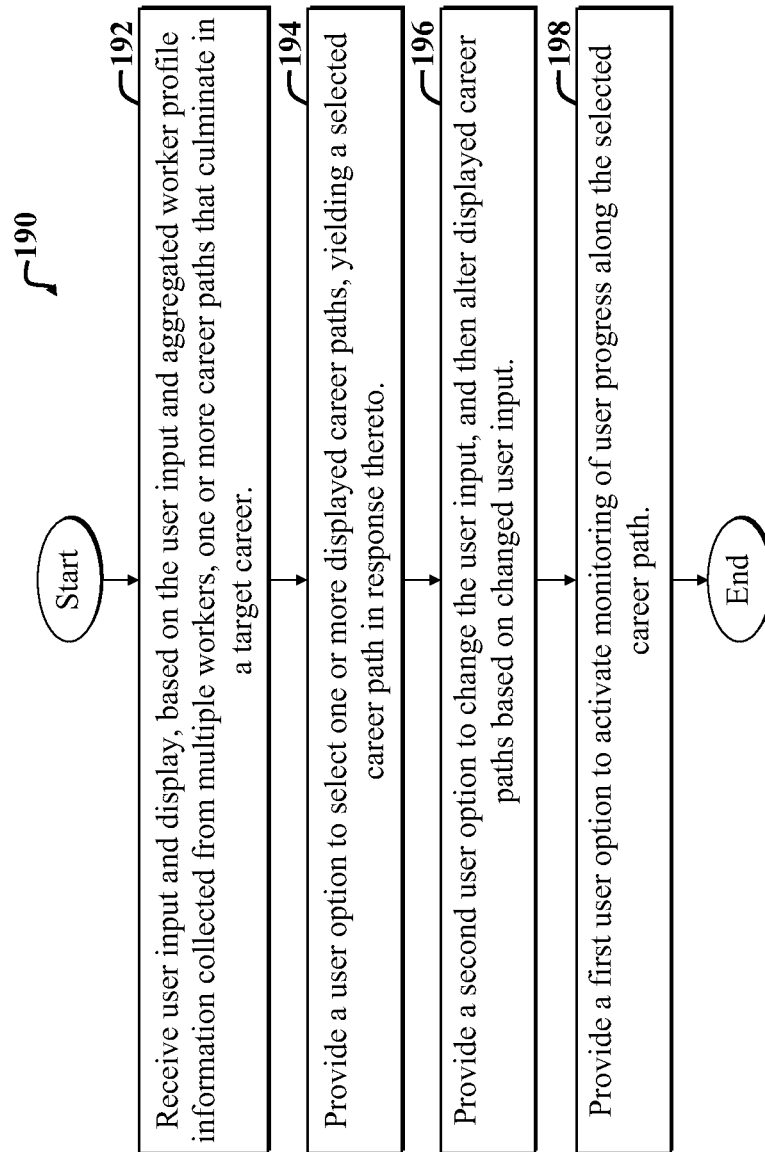 190
Start
192
Receive user input and display, based on the user input and aggregated worker profile
information collected from multiple workers, one or more career paths that culminate in
a target career.
194
Provide a user option to select one or more displayed career paths, yielding a selected
career path in response thereto.
196
Provide a second user option to change the user input, and then alter displayed career
paths based on changed user input.
198
Provide a first user option to activate monitoring of user progress along the selected
career path.
End